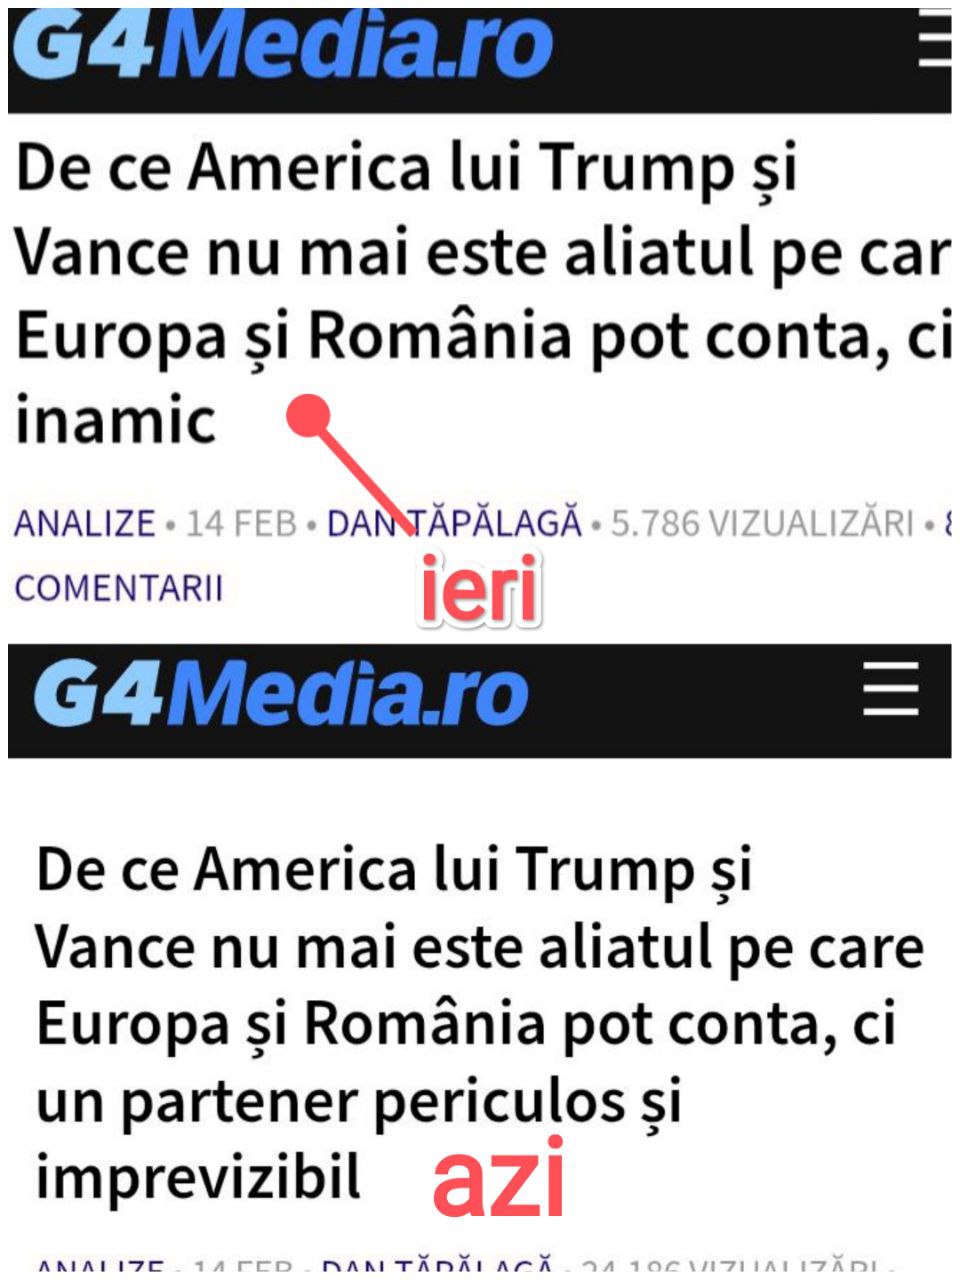 G4Media.ro
De ce America lui Trump și
Vance nu mai este aliatul pe car
Europa și România pot conta, ci
inamic
ANALIZE • 14 FEB • DAN TĂPĂLAGĂ • 5.786 VIZUALIZĂRI •
COMENTARII
ieri
G4Media.ro
De ce America lui Trump și
Vance nu mai este aliatul pe care
Europa și România pot conta, ci
un partener periculos și
imprevizibil
azi
ANALIZE • 14 FEB • DAN TĂPĂLAGĂ • 24.186 VIZUALIZĂRI •